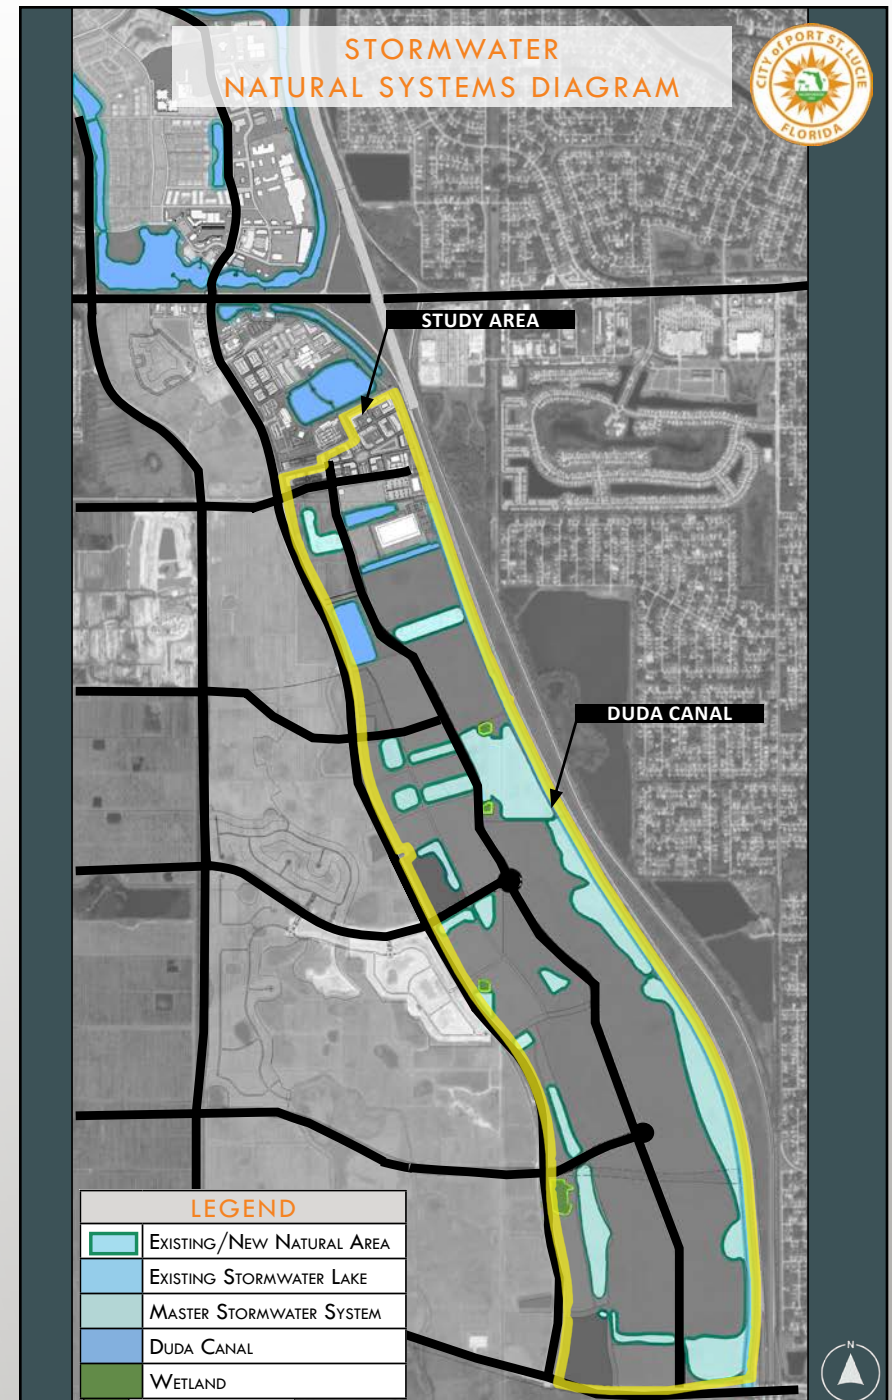 STORMWATER
NATURAL SYSTEMS DIAGRAM
CITY of PORT ST. LUCIE
FLORIDA
STUDY AREA
DUDA CANAL
LEGEND
EXISTING/NEW NATURAL AREA
EXISTING STORMWATER LAKE
MASTER STORMWATER SYSTEM
DUDA CANAL
WETLAND
N